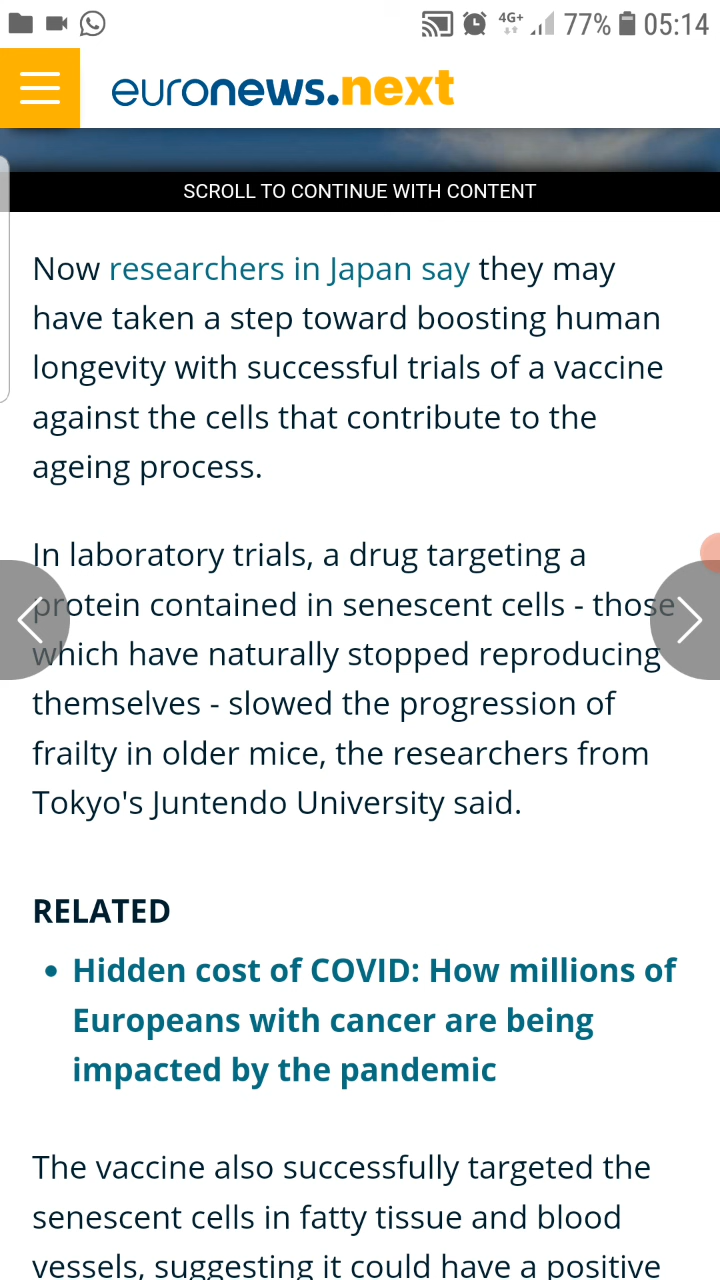 4G+ 77% 05:14
euronews.next
SCROLL TO CONTINUE WITH CONTENT
Now researchers in Japan say they may
have taken a step toward boosting human
longevity with successful trials of a vaccine
against the cells that contribute to the
ageing process.
In laboratory trials, a drug targeting a
protein contained in senescent cells - those
which have naturally stopped reproducing
themselves - slowed the progression of
frailty in older mice, the researchers from
Tokyo's Juntendo University said.
RELATED
• Hidden cost of COVID: How millions of
Europeans with cancer are being
impacted by the pandemic
The vaccine also successfully targeted the
senescent cells in fatty tissue and blood
vessels, suggesting it could have a positive